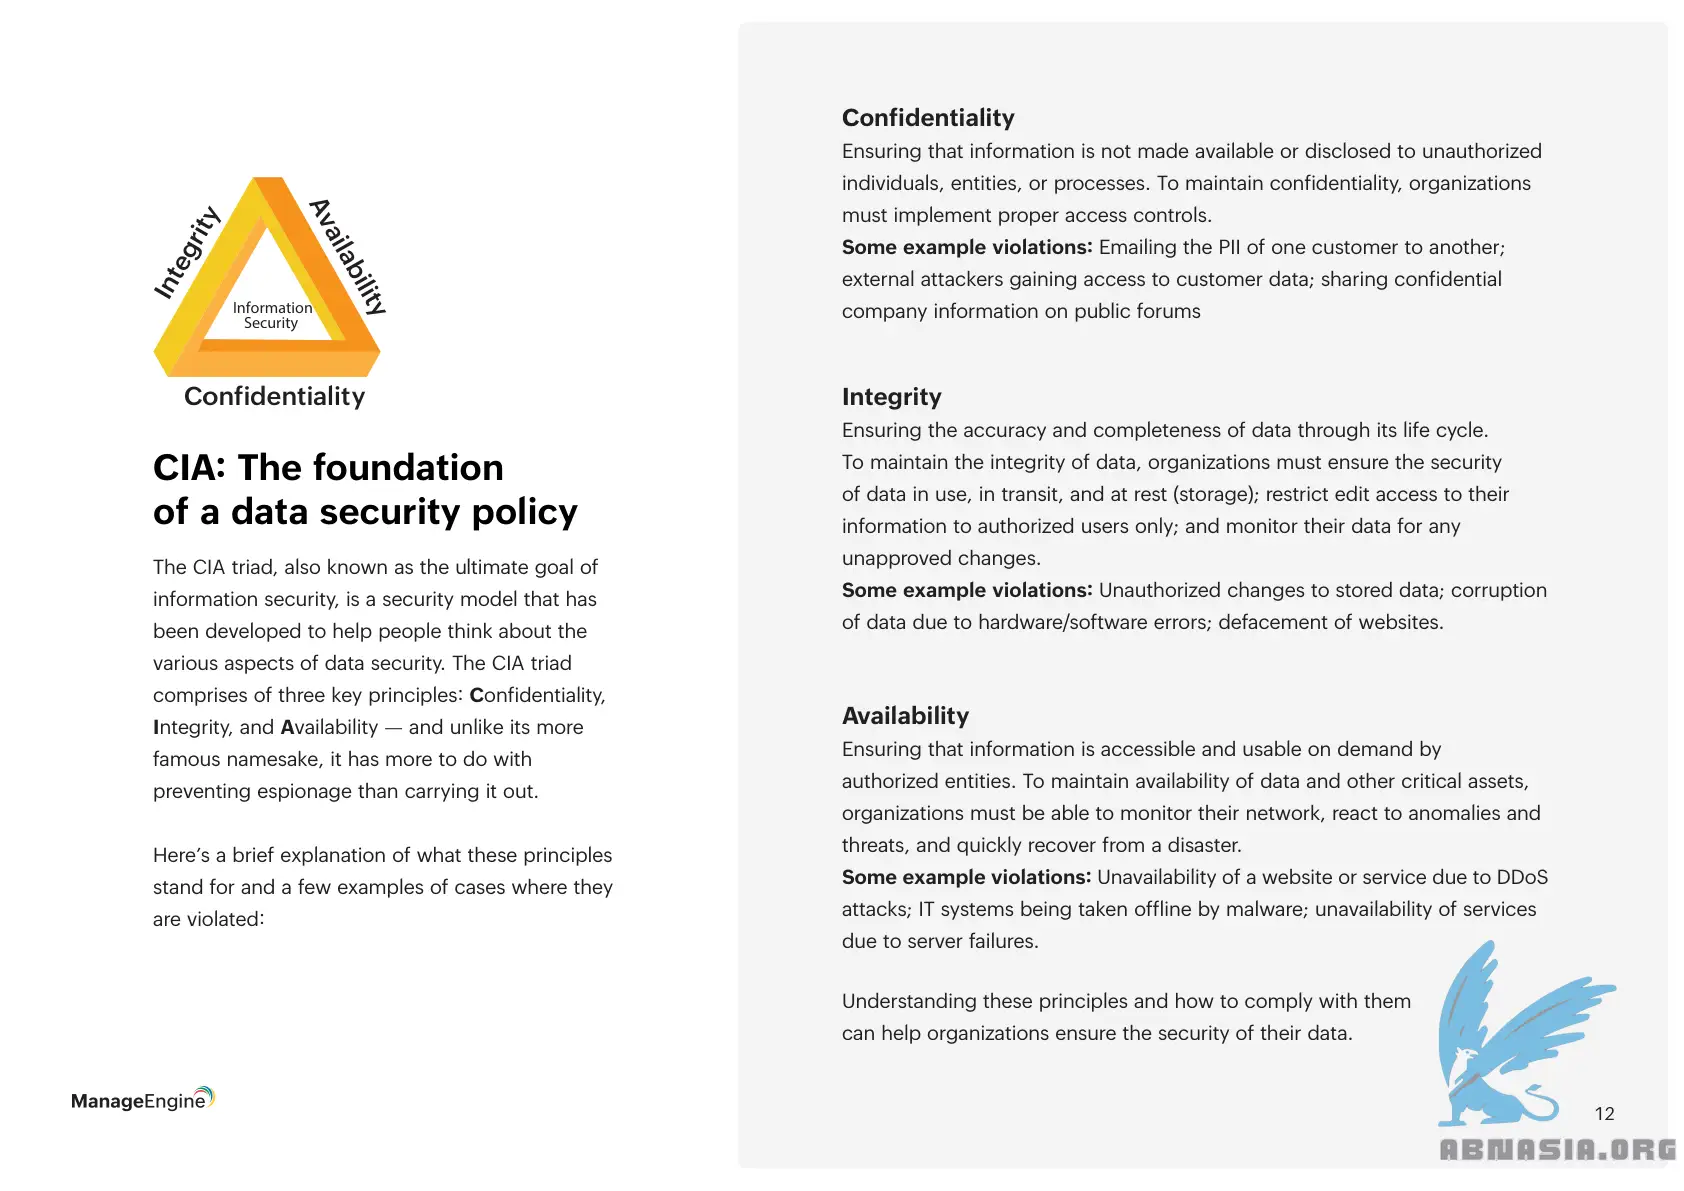 Integrity
Availability
Information
Security
Confidentiality
CIA: The foundation
of a data security policy
The CIA triad, also known as the ultimate goal of
information security, is a security model that has
been developed to help people think about the
various aspects of data security. The CIA triad
comprises of three key principles: Confidentiality,
Integrity, and Availability — and unlike its more
famous namesake, it has more to do with
preventing espionage than carrying it out.
Here’s a brief explanation of what these principles
stand for and a few examples of cases where they
are violated:
ManageEngine
Confidentiality
Ensuring that information is not made available or disclosed to unauthorized
individuals, entities, or processes. To maintain confidentiality, organizations
must implement proper access controls.
Some example violations: Emailing the PII of one customer to another;
external attackers gaining access to customer data; sharing confidential
company information on public forums
Integrity
Ensuring the accuracy and completeness of data through its life cycle.
To maintain the integrity of data, organizations must ensure the security
of data in use, in transit, and at rest (storage); restrict edit access to their
information to authorized users only; and monitor their data for any
unapproved changes.
Some example violations: Unauthorized changes to stored data; corruption
of data due to hardware/software errors; defacement of websites.
Availability
Ensuring that information is accessible and usable on demand by
authorized entities. To maintain availability of data and other critical assets,
organizations must be able to monitor their network, react to anomalies and
threats, and quickly recover from a disaster.
Some example violations: Unavailability of a website or service due to DDoS
attacks; IT systems being taken offline by malware; unavailability of services
due to server failures.
Understanding these principles and how to comply with them
can help organizations ensure the security of their data.
12
ABNASIA.ORG